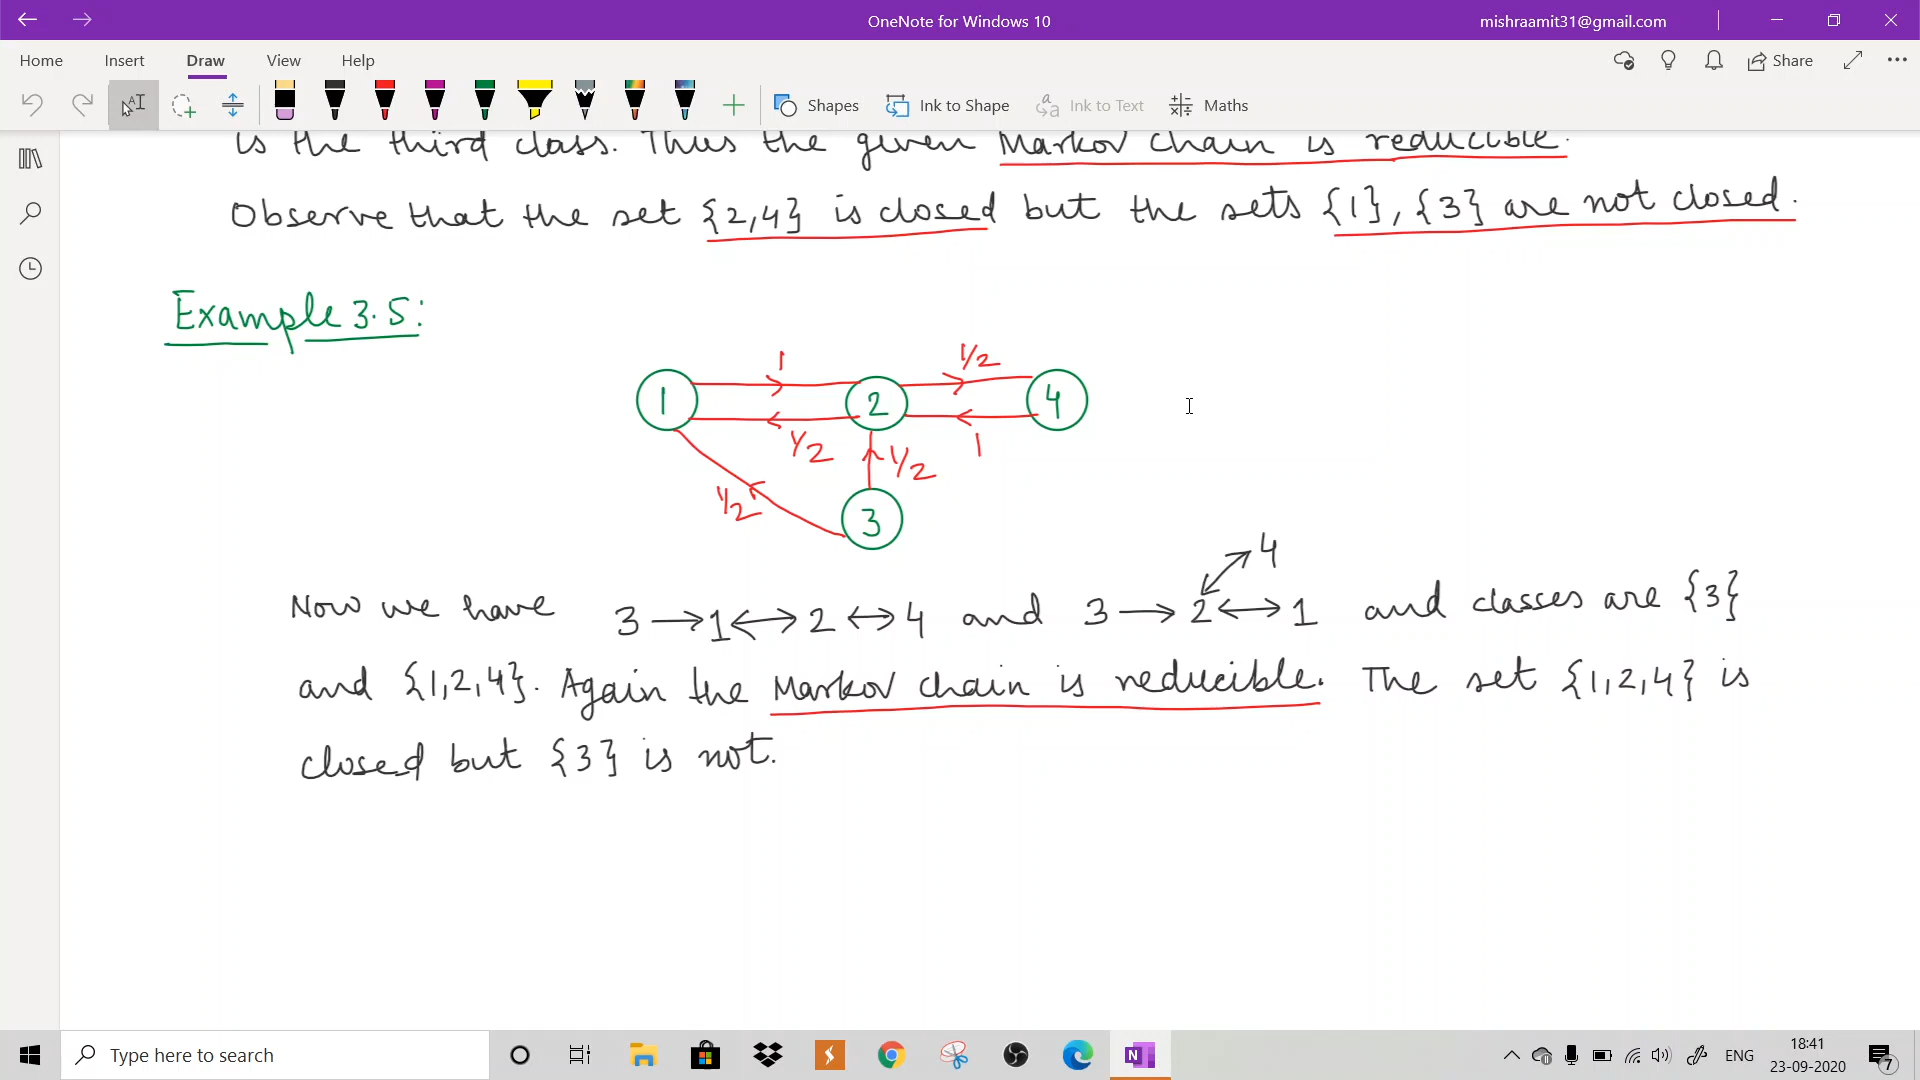 OneNote for Windows 10
mishraamit31@gmail.com
Home Insert Draw View Help
Share
Shapes Ink to Shape Ink to Text Maths
is the third class. Thus the given Markov chain is reducible.
Observe that the set {2,4} is closed but the sets {1}, {3} are not closed.
Example 3.5:
1 1/2
1 2 4
1/2 1/2 1
1/2
3
4
Now we have 3 → 1 ↔ 2 ↔ 4 and 3 → 2 ↔ 1 and classes are {3}
and {1,2,4}. Again the Markov chain is reducible. The set {1,2,4} is
closed but {3} is not.
Type here to search
N
ENG
18:41
23-09-2020
7